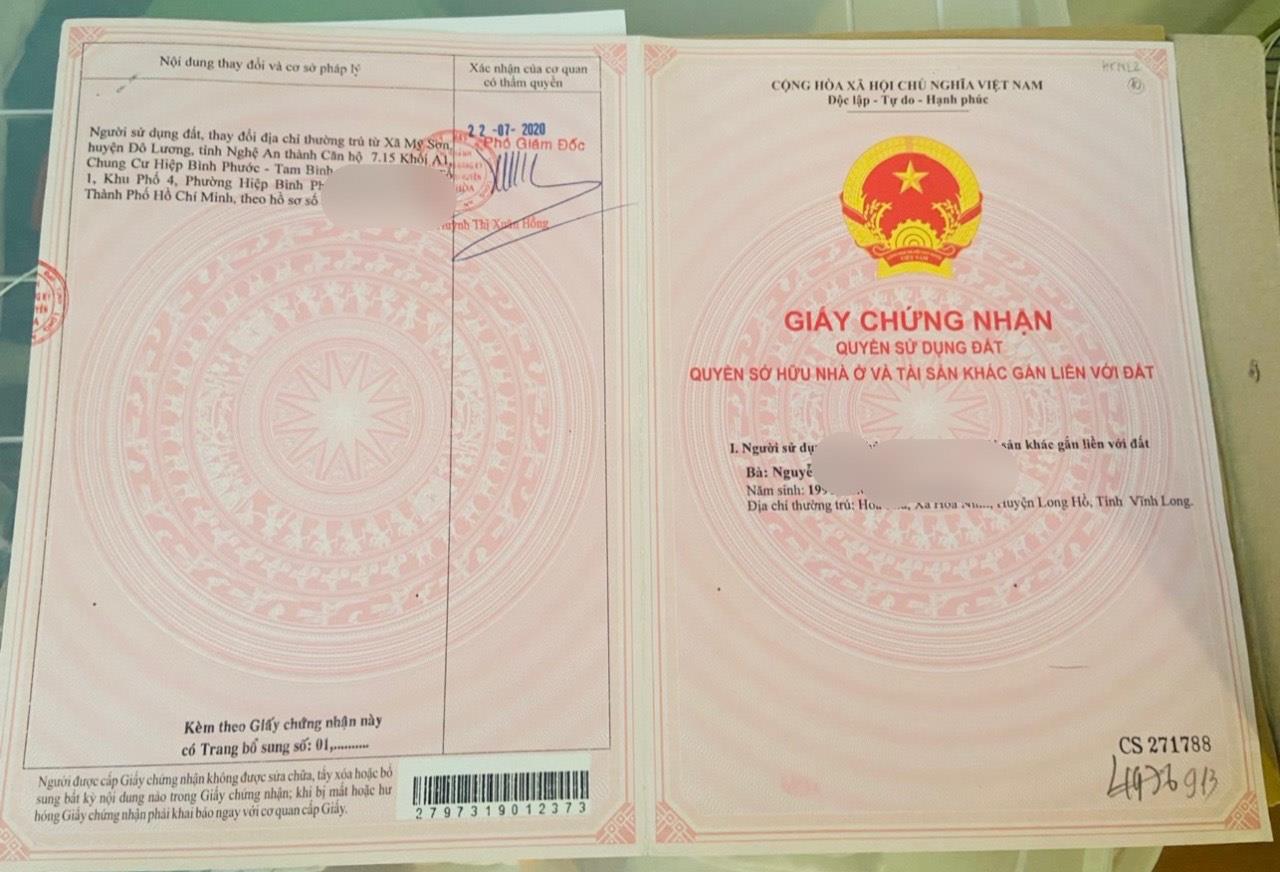 Nội dung thay đổi và cơ sở pháp lý
Xác nhận của cơ quan
có thẩm quyền
Người sử dụng đất, thay đổi địa chỉ thường trú từ Xã Mỹ Sơn,
huyện Đô Lương, tỉnh Nghệ An thành Căn hộ 7.15 Khối A1,
Chung Cư Hiệp Bình Phước - Tam Bình
1, Khu Phố 4, Phường Hiệp Bình
Thành Phố Hồ Chí Minh, theo hồ sơ số
22-07-2020
Phó Giám Đốc
Thị Xuân Hồng
Kèm theo Giấy chứng nhận này
có Trang bổ sung số: 01,..........
Người được cấp Giấy chứng nhận không được sửa chữa, tẩy xóa hoặc bổ
sung bất kỳ nội dung nào trong Giấy chứng nhận; khi bị mất hoặc hư
hỏng Giấy chứng nhận phải khai báo ngay với cơ quan cấp Giấy.
2797319012373
CỘNG HÒA XÃ HỘI CHỦ NGHĨA VIỆT NAM
Độc lập - Tự do - Hạnh phúc
VIỆT NAM
GIẤY CHỨNG NHẬN
QUYỀN SỬ DỤNG ĐẤT
QUYỀN SỞ HỮU NHÀ Ở VÀ TÀI SẢN KHÁC GẮN LIỀN VỚI ĐẤT
I. Người sử sản khác gắn liền với đất
Bà:
Năm sinh:
Địa chỉ thường trú: Huyện Long Hồ, Tỉnh Vĩnh Long.
CS 271788